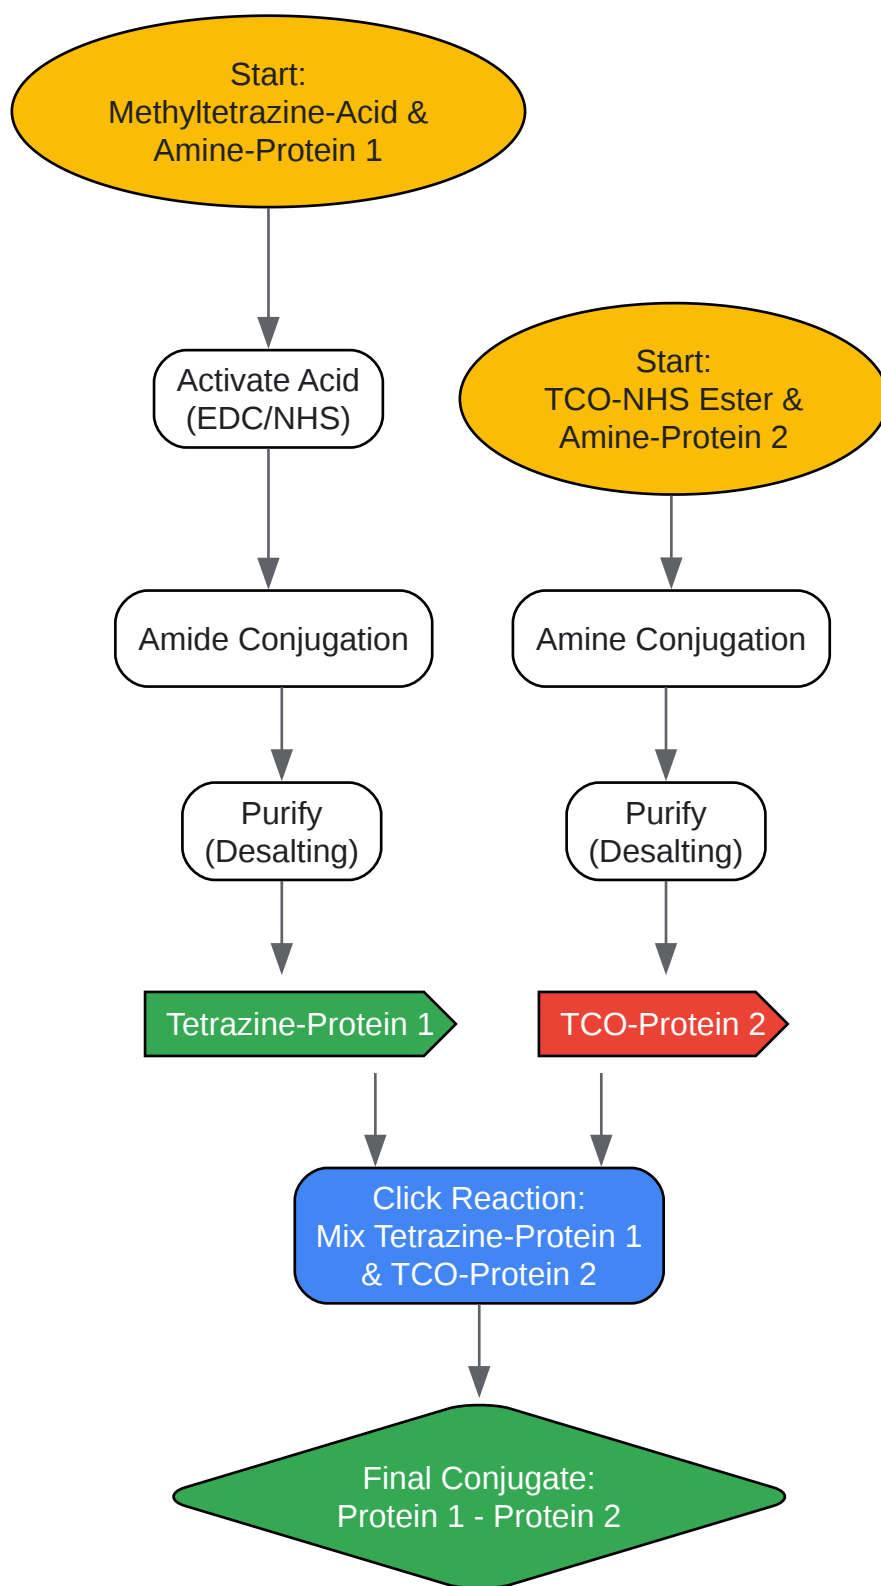 Start:
Methyltetrazine-Acid &
Amine-Protein 1
Activate Acid
(EDC/NHS)
Start:
TCO-NHS Ester &
Amine-Protein 2
Amide Conjugation
Amine Conjugation
Purify
(Desalting)
Purify
(Desalting)
Tetrazine-Protein 1
TCO-Protein 2
Click Reaction:
Mix Tetrazine-Protein 1
& TCO-Protein 2
Final Conjugate:
Protein 1 - Protein 2